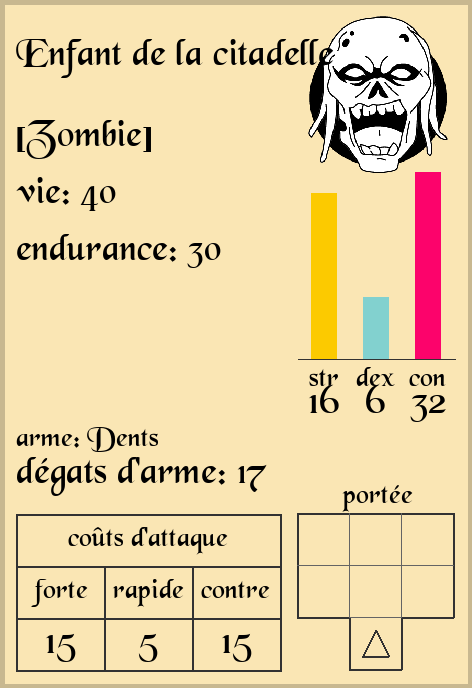 Enfant de la citadelle
[Zombie]
vie: 40
endurance: 30
str dex con
16 6 32
arme: Dents
dégats d'arme: 17
portée
coûts d'attaque
forte rapide contre
15 5 15